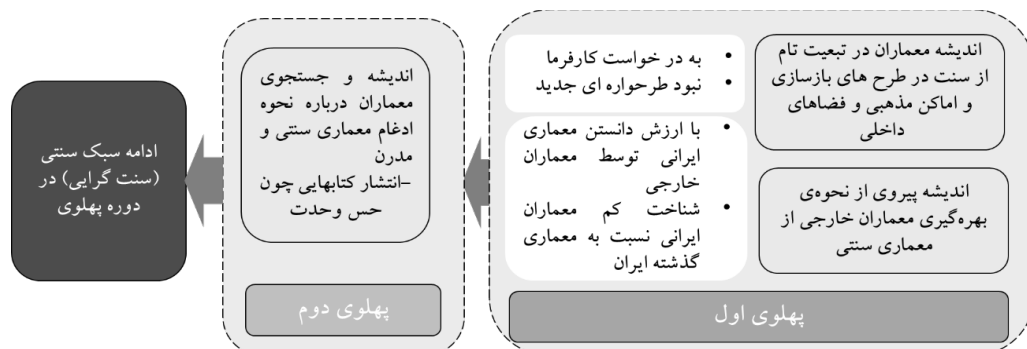 اندیشه معماران در تبعیت تام
از سنت در طرح های بازسازی
و اماکن مذهبی و فضاهای
داخلی
• به در خواست کارفرما
• نبود طرحواره ای جدید
اندیشه پیروی از نحوه‌ی
بهره‌گیری معماران خارجی از
معماری سنتی
• با ارزش دانستن معماری
ایرانی توسط معماران
خارجی
• شناخت کم معماران
ایرانی نسبت به معماری
گذشته ایران
پهلوی اول
اندیشه و جستجوی
معماران درباره نحوه
ادغام معماری سنتی و
مدرن
–انتشار کتابهایی چون
حس وحدت
پهلوی دوم
ادامه سبک سنتی
(سنت گرایی) در
دوره پهلوی